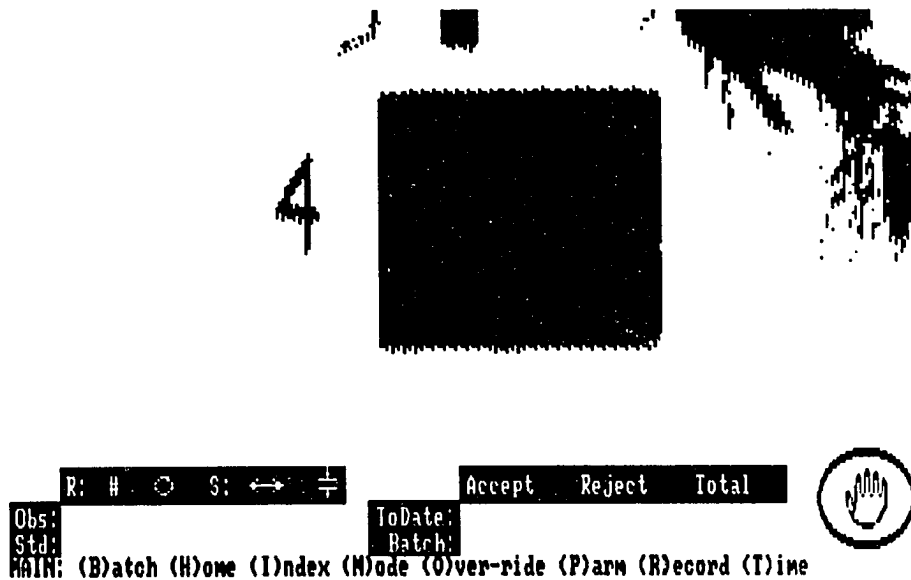 4
R: # S: Accept Reject Total
Obs: ToDate:
Std: Batch:
MAIN: (B)atch (H)ome (I)ndex (M)ode (O)ver-ride (P)arm (R)ecord (T)ime